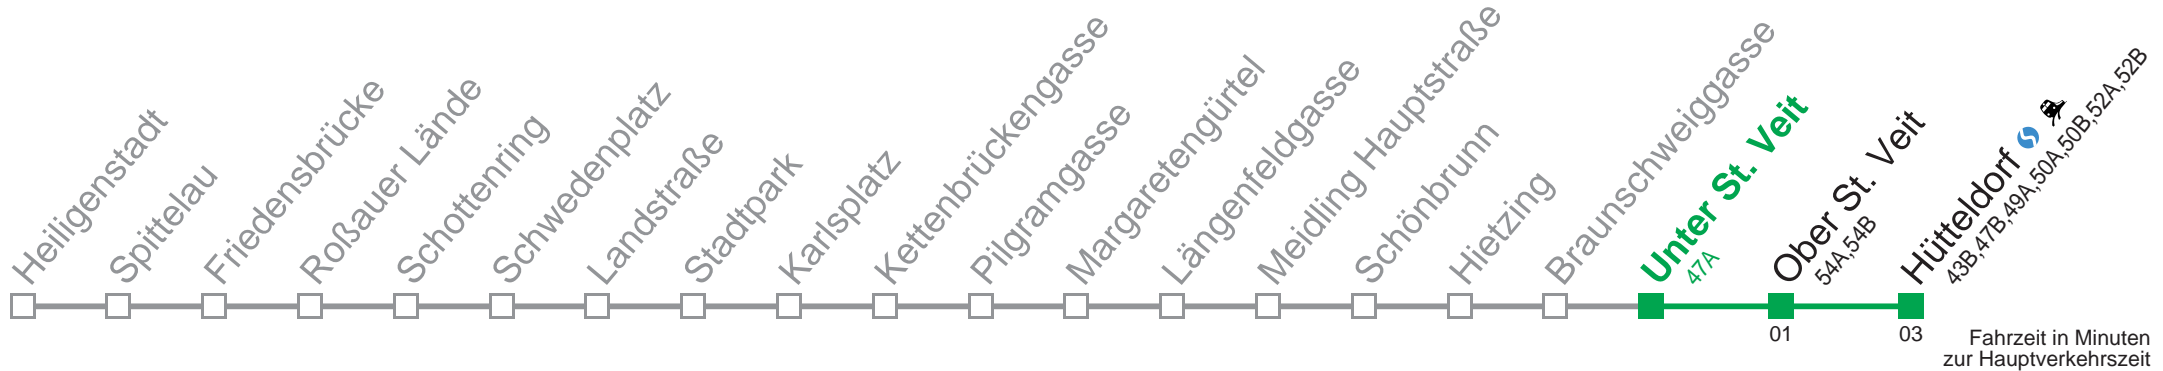 Heiligenstadt
Spittelau
Friedensbrücke
Roßauer Lände
Schottenring
Schwedenplatz
Landstraße
Stadtpark
Karlsplatz
Kettenbrückengasse
Pilgramgasse
Margaretengürtel
Längenfeldgasse
Meidling Hauptstraße
Schönbrunn
Hietzing
Braunschweiggasse
Unter St. Veit
47A
Ober St. Veit
54A,54B
Hütteldorf
43B,47B,49A,50A,50B,52A,52B
01
03
Fahrzeit in Minuten
zur Hauptverkehrszeit